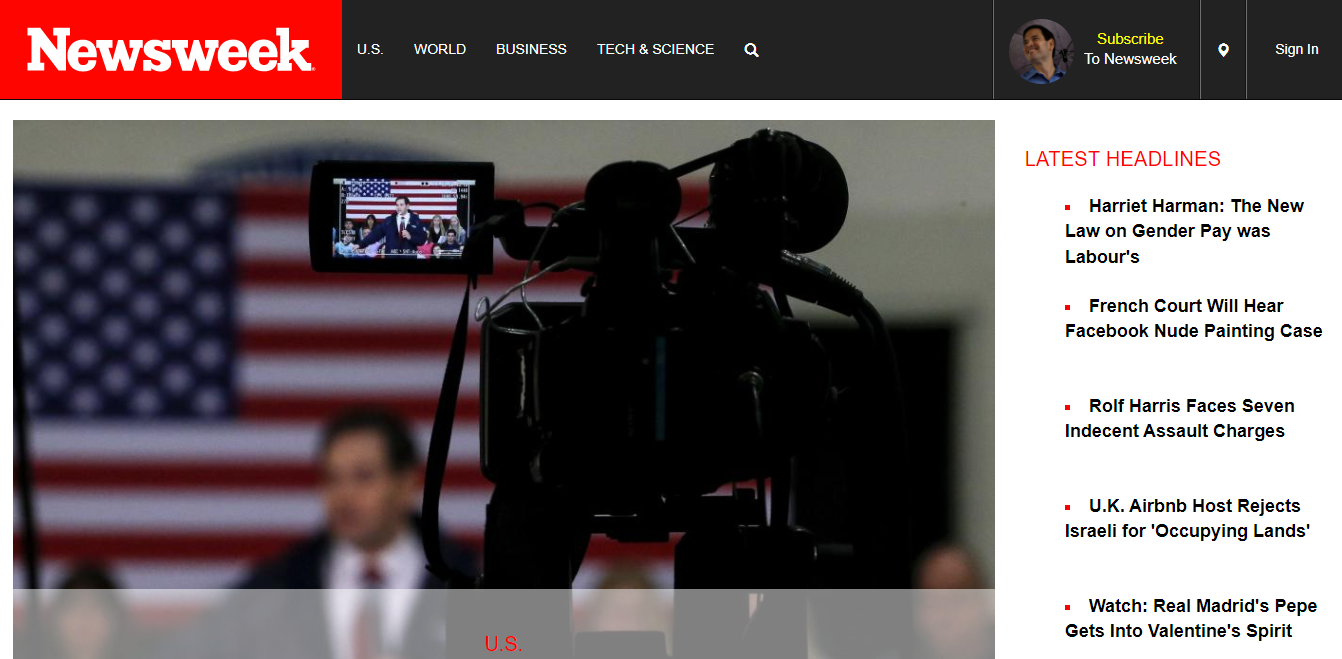 Newsweek
U.S.
WORLD
BUSINESS
TECH & SCIENCE
Subscribe
To Newsweek
Sign In
LATEST HEADLINES
Harriet Harman: The New
Law on Gender Pay was
Labour's
French Court Will Hear
Facebook Nude Painting Case
Rolf Harris Faces Seven
Indecent Assault Charges
U.K. Airbnb Host Rejects
Israeli for 'Occupying Lands'
Watch: Real Madrid's Pepe
Gets Into Valentine's Spirit
U.S.